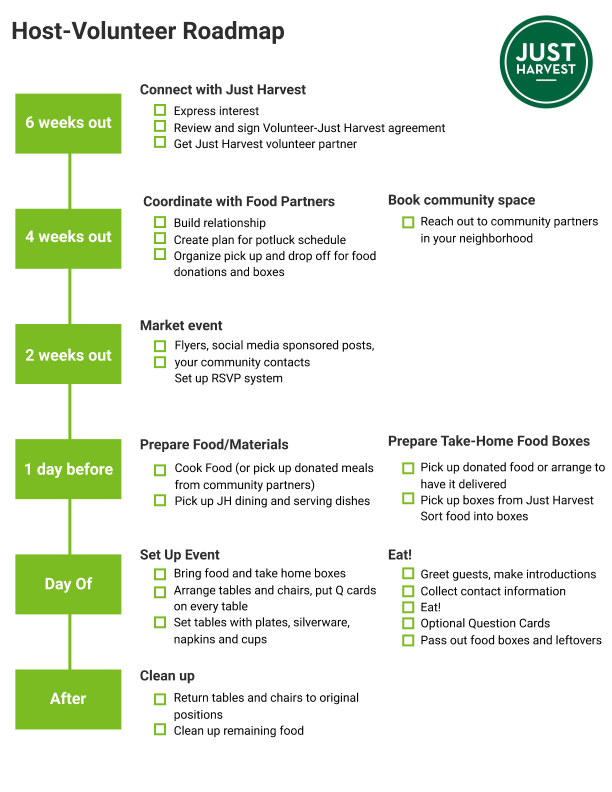 Host-Volunteer Roadmap
JUST
HARVEST
6 weeks out
Connect with Just Harvest
Express interest
Review and sign Volunteer-Just Harvest agreement
Get Just Harvest volunteer partner
4 weeks out
Coordinate with Food Partners
Build relationship
Create plan for potluck schedule
Organize pick up and drop off for food
donations and boxes
Book community space
Reach out to community partners
in your neighborhood
2 weeks out
Market event
Flyers, social media sponsored posts,
your community contacts
Set up RSVP system
1 day before
Prepare Food/Materials
Cook Food (or pick up donated meals
from community partners)
Pick up JH dining and serving dishes
Prepare Take-Home Food Boxes
Pick up donated food or arrange to
have it delivered
Pick up boxes from Just Harvest
Sort food into boxes
Day Of
Set Up Event
Bring food and take home boxes
Arrange tables and chairs, put Q cards
on every table
Set tables with plates, silverware,
napkins and cups
Eat!
Greet guests, make introductions
Collect contact information
Eat!
Optional Question Cards
Pass out food boxes and leftovers
After
Clean up
Return tables and chairs to original
positions
Clean up remaining food